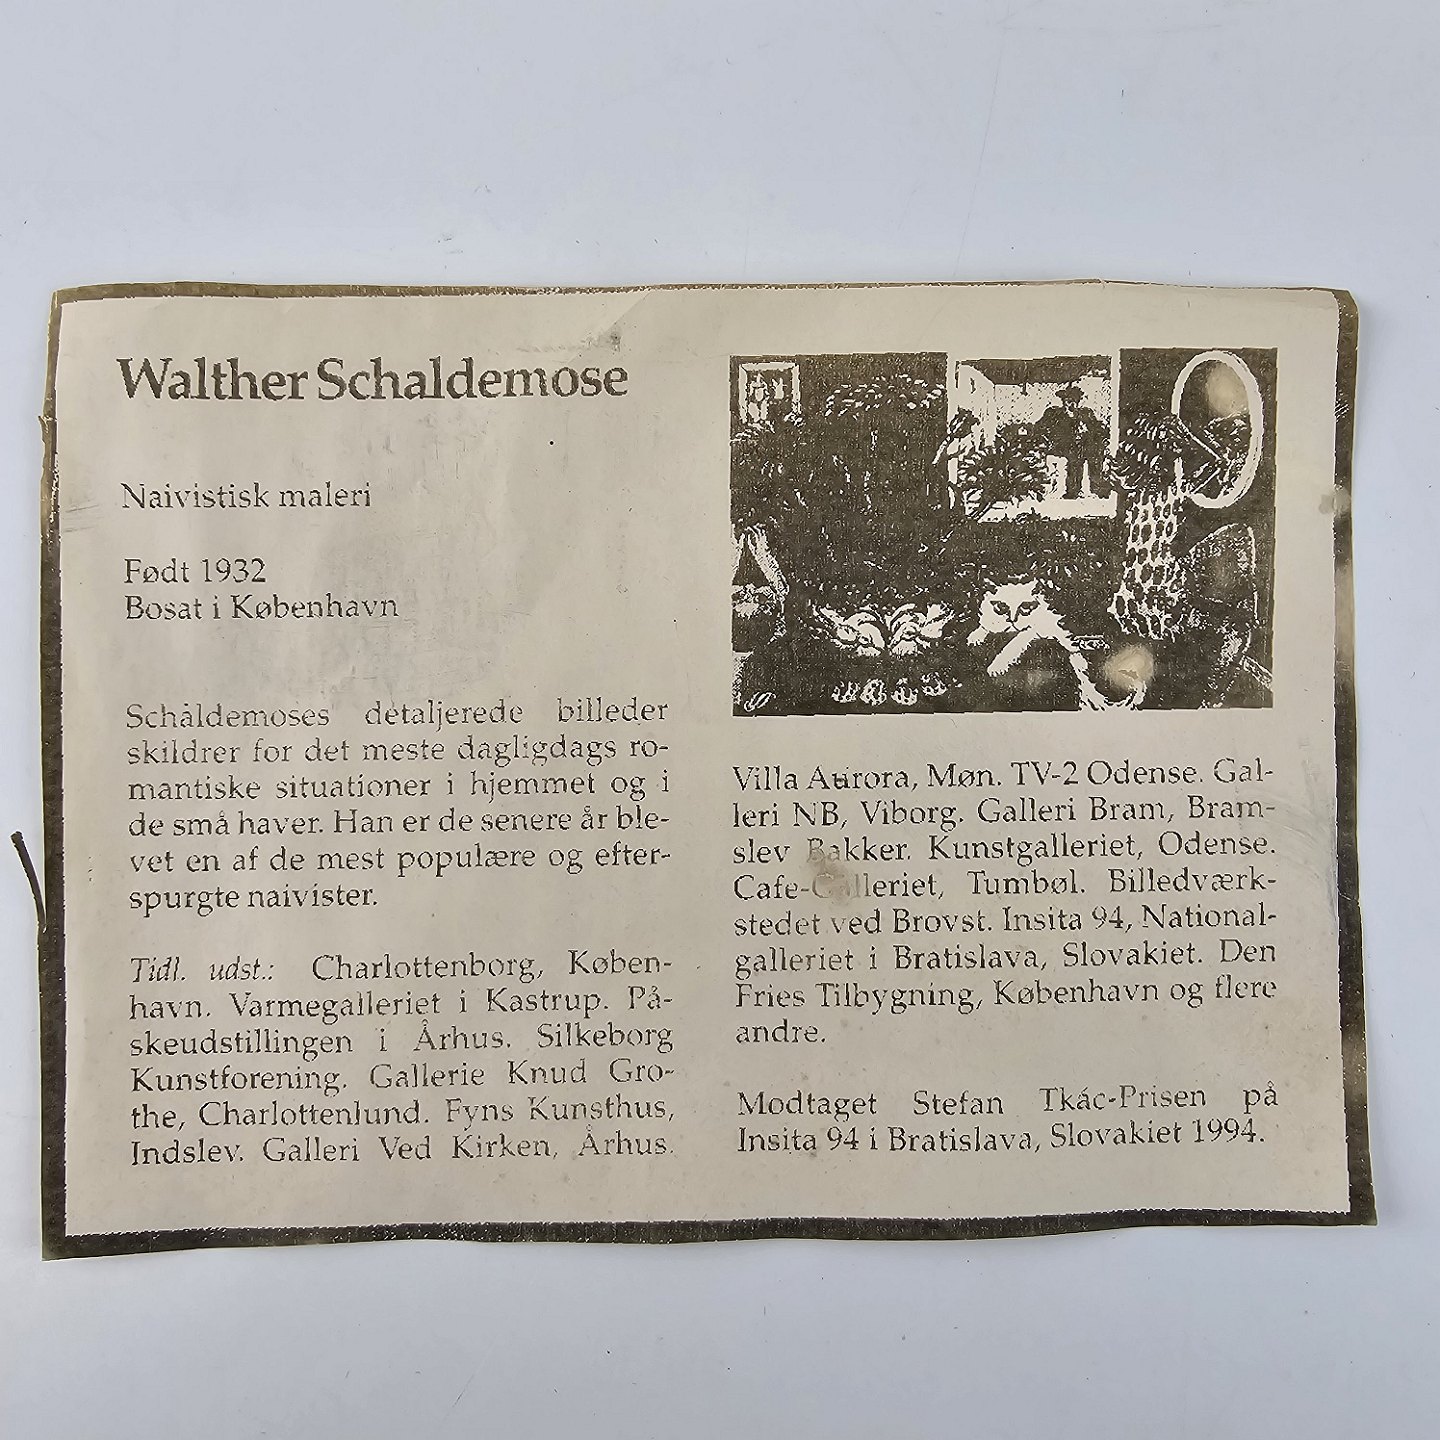 Walther Schaldemose
Naivistisk maleri
Født 1932
Bosat i København
Schaldemoses detaljerede billeder
skildrer for det meste dagligdags ro-
mantiske situationer i hjemmet og i
de små haver. Han er de senere år ble-
vet en af de mest populære og efter-
spurgte naivister.
Tidl. udst.: Charlottenborg, Køben-
havn. Varmegalleriet i Kastrup. På-
skeudstillingen i Århus. Silkeborg
Kunstforening. Gallerie Knud Gro-
the, Charlottenlund. Fyns Kunsthus,
Indslev. Galleri Ved Kirken, Århus.
Villa Aurora, Møn. TV-2 Odense. Gal-
leri NB, Viborg. Galleri Bram, Bram-
slev Bakker. Kunstgalleriet, Odense.
Cafe-Galleriet, Tumbøl. Billedværk-
stedet ved Brovst. Insita 94, National-
galleriet i Bratislava, Slovakiet. Den
Fries Tilbygning, København og flere
andre.
Modtaget Stefan Tkác-Prisen på
Insita 94 i Bratislava, Slovakiet 1994.